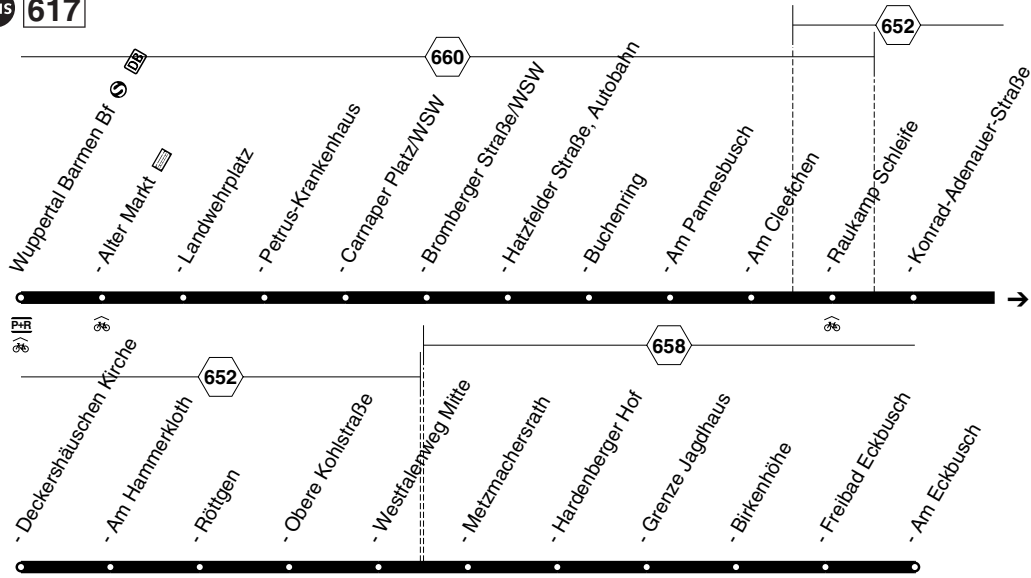 617
652
660
Wuppertal Barmen Bf S DB
- Alter Markt
- Landwehrplatz
- Petrus-Krankenhaus
- Carnaper Platz/WSW
- Bromberger Straße/WSW
- Hatzfelder Straße, Autobahn
- Buchenring
- Am Pannesbusch
- Am Cleefchen
- Raukamp Schleife
- Konrad-Adenauer-Straße
P+R
658
652
- Deckershäuschen Kirche
- Am Hammerkloth
- Röttgen
- Obere Kohlstraße
- Westfalenweg Mitte
- Metzmachersrath
- Hardenberger Hof
- Grenze Jagdhaus
- Birkenhöhe
- Freibad Eckbusch
- Am Eckbusch